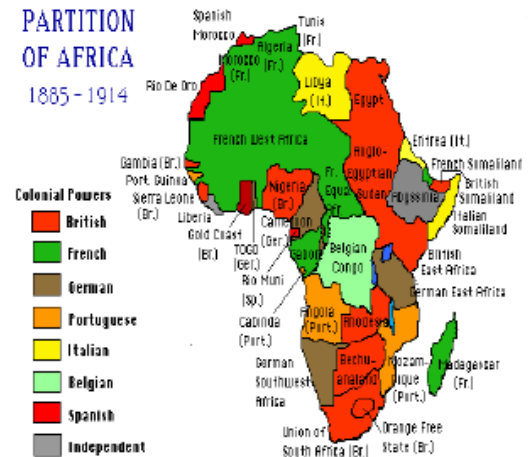 PARTITION
OF AFRICA
1885-1914
Spanish
Morocco
Tunis
(Fr.)
Algeria
(Fr.)
Morocco
(Fr.)
Libya
(It.)
Egypt
Rio De Oro
French West Africa
Anglo-
Egyptian
Sudan
Eritrea (It.)
French Somaliland
British
Somaliland
Italian
Somaliland
Abyssinia
Gambia (Br.)
Port. Guinea
Sierra Leone
(Br.)
Liberia
Gold Coast
(Br.)
TOGO
(Ger.)
Nigeria
(Br.)
Cameroon
(Ger.)
Fr.
Equa.
Afr
Gabon
Rio Muni
(Sp.)
Cabinda
(Port.)
Belgian
Congo
British
East Africa
German East Africa
Angola
(Port.)
Rhodesia
German
Southwest
Africa
Bechu-
analand
Mozam-
bique
(Port.)
Madagascar
(Fr.)
Union of
South Africa (Br.)
Orange Free
State (Br.)
Colonial Powers
British
French
German
Portuguese
Italian
Belgian
Spanish
Independent